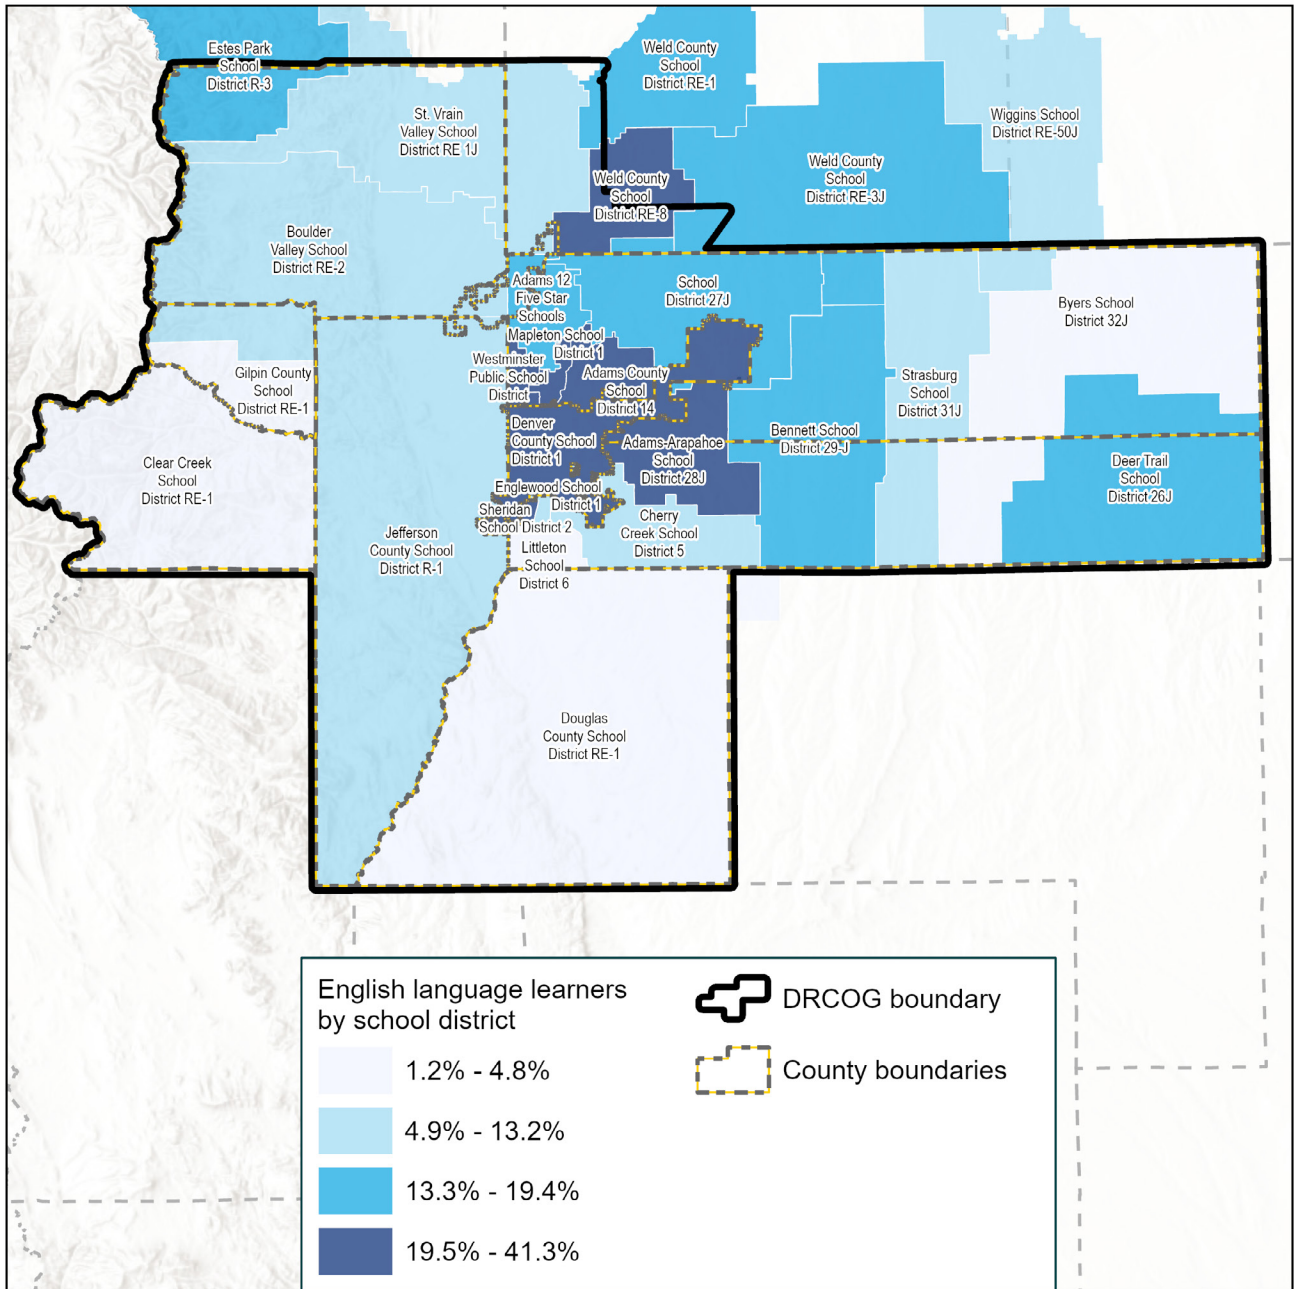 Estes Park
School
District R-3
Weld County
School
District RE-1
St. Vrain
Valley School
District RE 1J
Wiggins School
District RE-50J
Weld County
School
District RE-3J
Weld County
School
District RE-8
Boulder
Valley School
District RE-2
Adams 12
Five Star
Schools
School
District 27J
Byers School
District 32J
Mapleton School
District 1
Westminster
Public School
District
Gilpin County
School
District RE-1
Adams County
School
District 14
Strasburg
School
District 31J
Denver
County School
District 1
Adams-Arapahoe
School
District 28J
Bennett School
District 29-J
Clear Creek
School
District RE-1
Deer Trail
School
District 26J
Englewood School
District 1
Sheridan
School District 2
Cherry
Creek School
District 5
Jefferson
County School
District R-1
Littleton
School
District 6
Douglas
County School
District RE-1
English language learners
by school district
1.2% - 4.8%
4.9% - 13.2%
13.3% - 19.4%
19.5% - 41.3%
DRCOG boundary
County boundaries